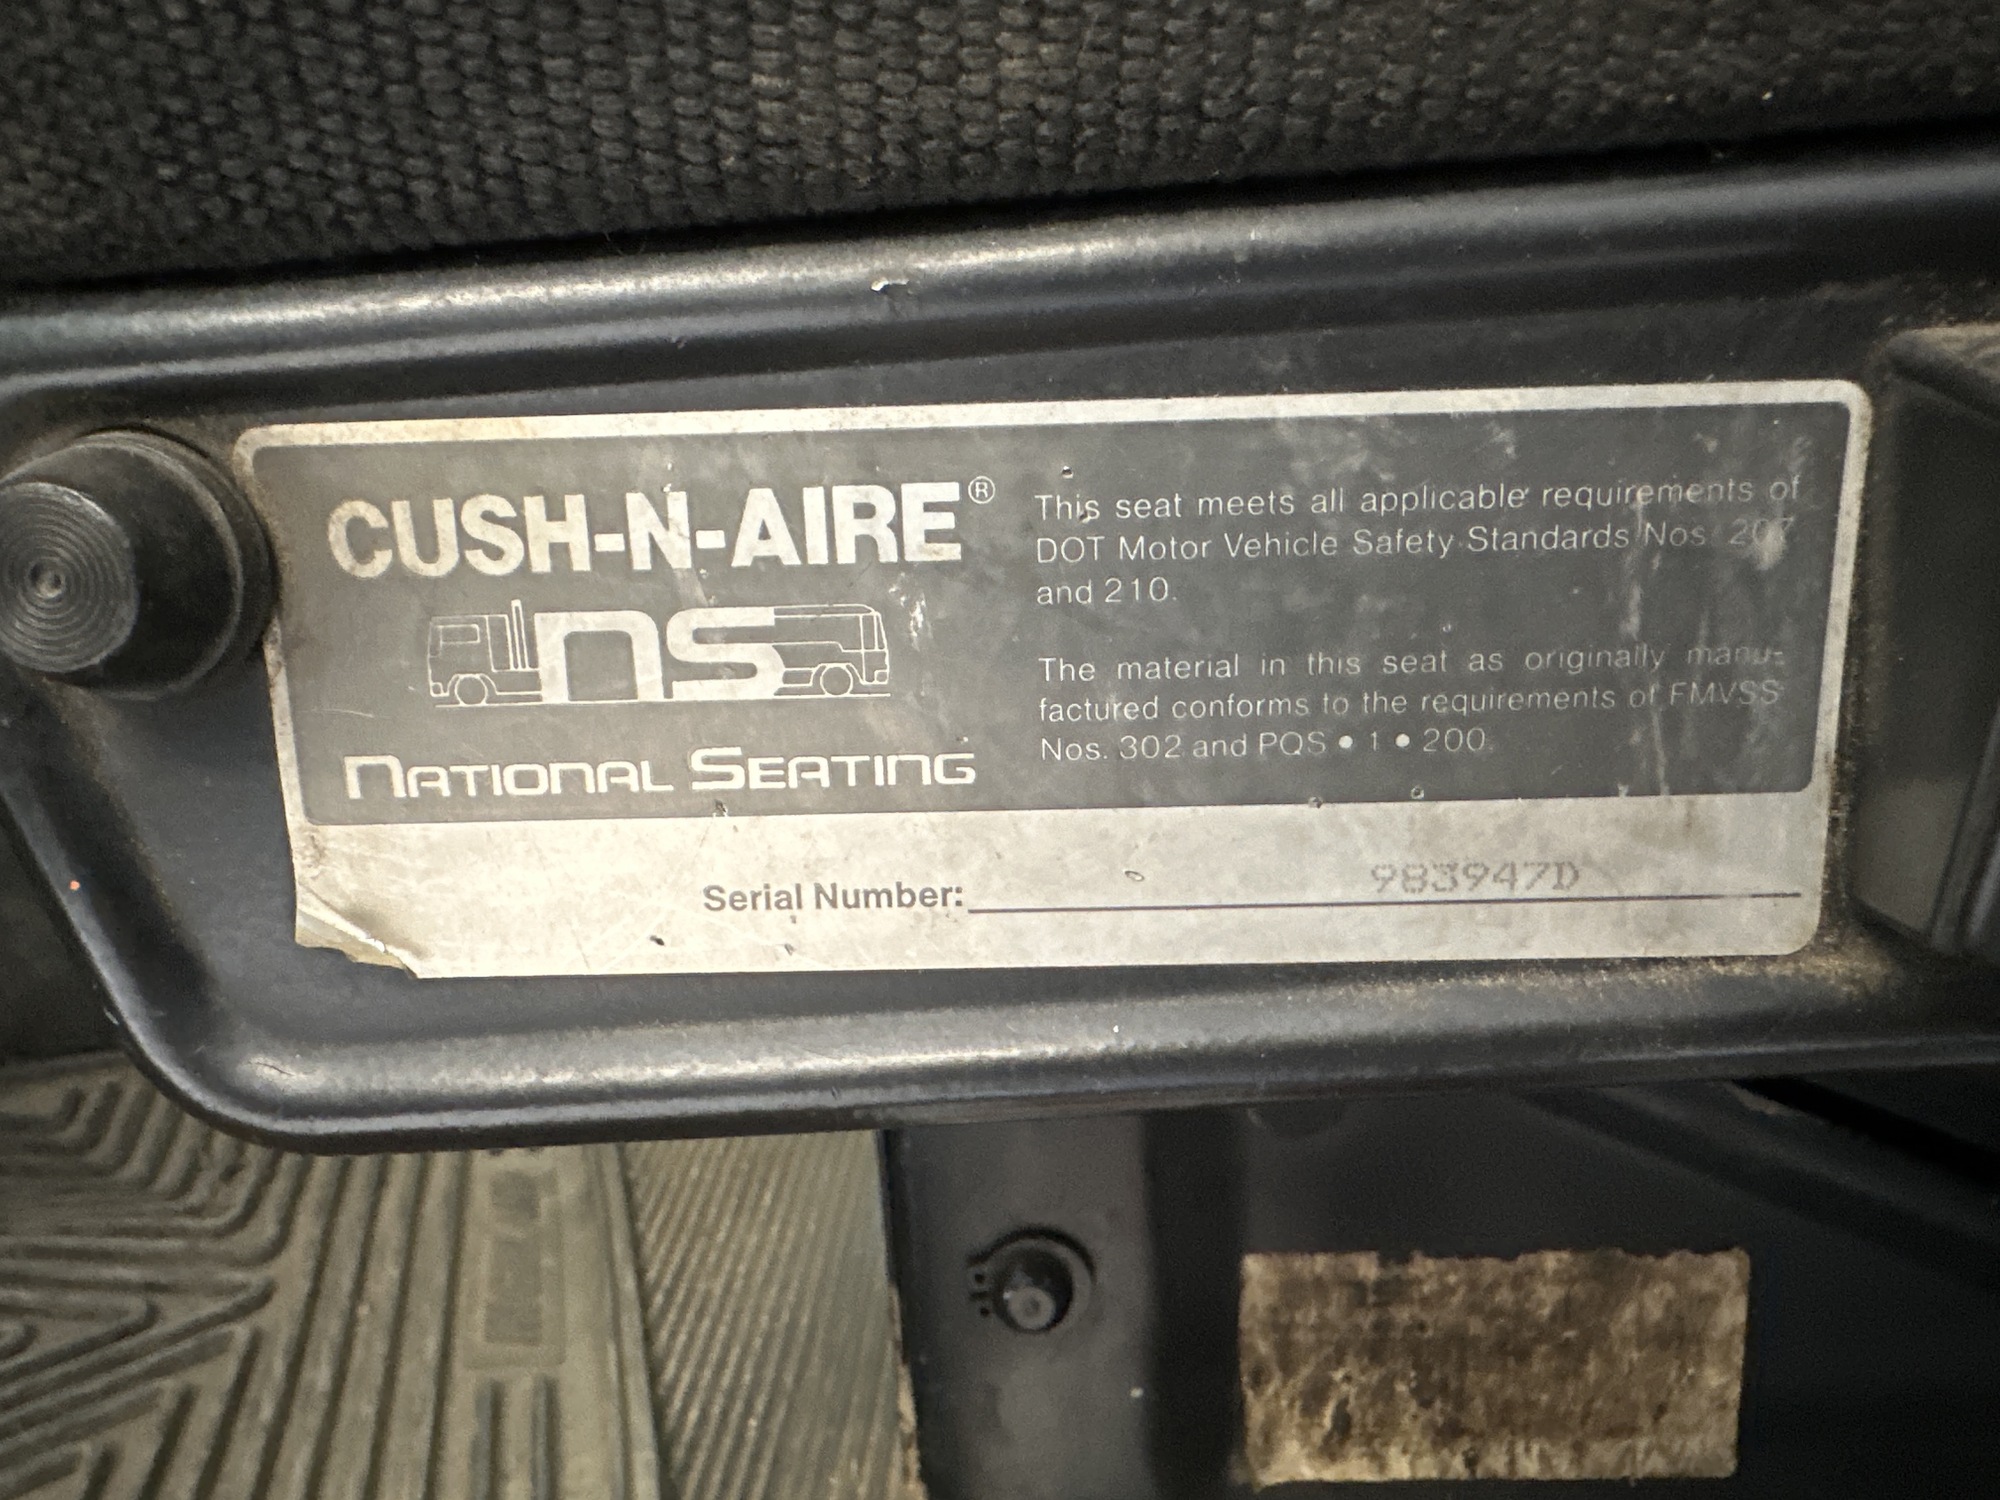 CUSH-N-AIRE®
ns
NATIONAL SEATING
This seat meets all applicable requirements of
DOT Motor Vehicle Safety Standards Nos. 207
and 210.
The material in this seat as originally manu-
factured conforms to the requirements of FMVSS
Nos. 302 and PQS • 1 • 200.
Serial Number: 983947D